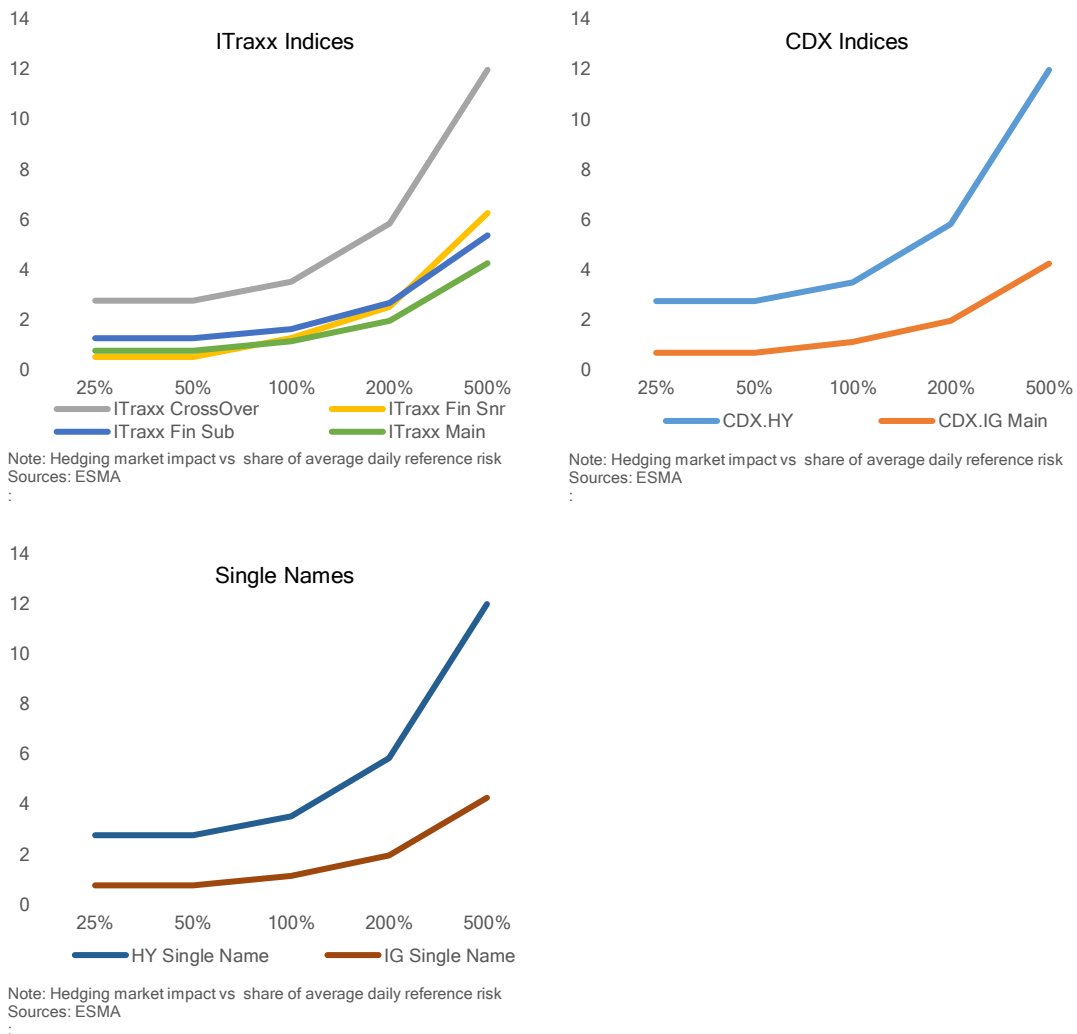 ITraxx Indices
14
12
10
8
6
4
2
0
25% 50% 100% 200% 500%
ITraxx CrossOver ITraxx Fin Snr
ITraxx Fin Sub ITraxx Main
Note: Hedging market impact vs share of average daily reference risk
Sources: ESMA
:
CDX Indices
14
12
10
8
6
4
2
0
25% 50% 100% 200% 500%
CDX.HY CDX.IG Main
Note: Hedging market impact vs share of average daily reference risk
Sources: ESMA
:
Single Names
14
12
10
8
6
4
2
0
25% 50% 100% 200% 500%
HY Single Name IG Single Name
Note: Hedging market impact vs share of average daily reference risk
Sources: ESMA
: